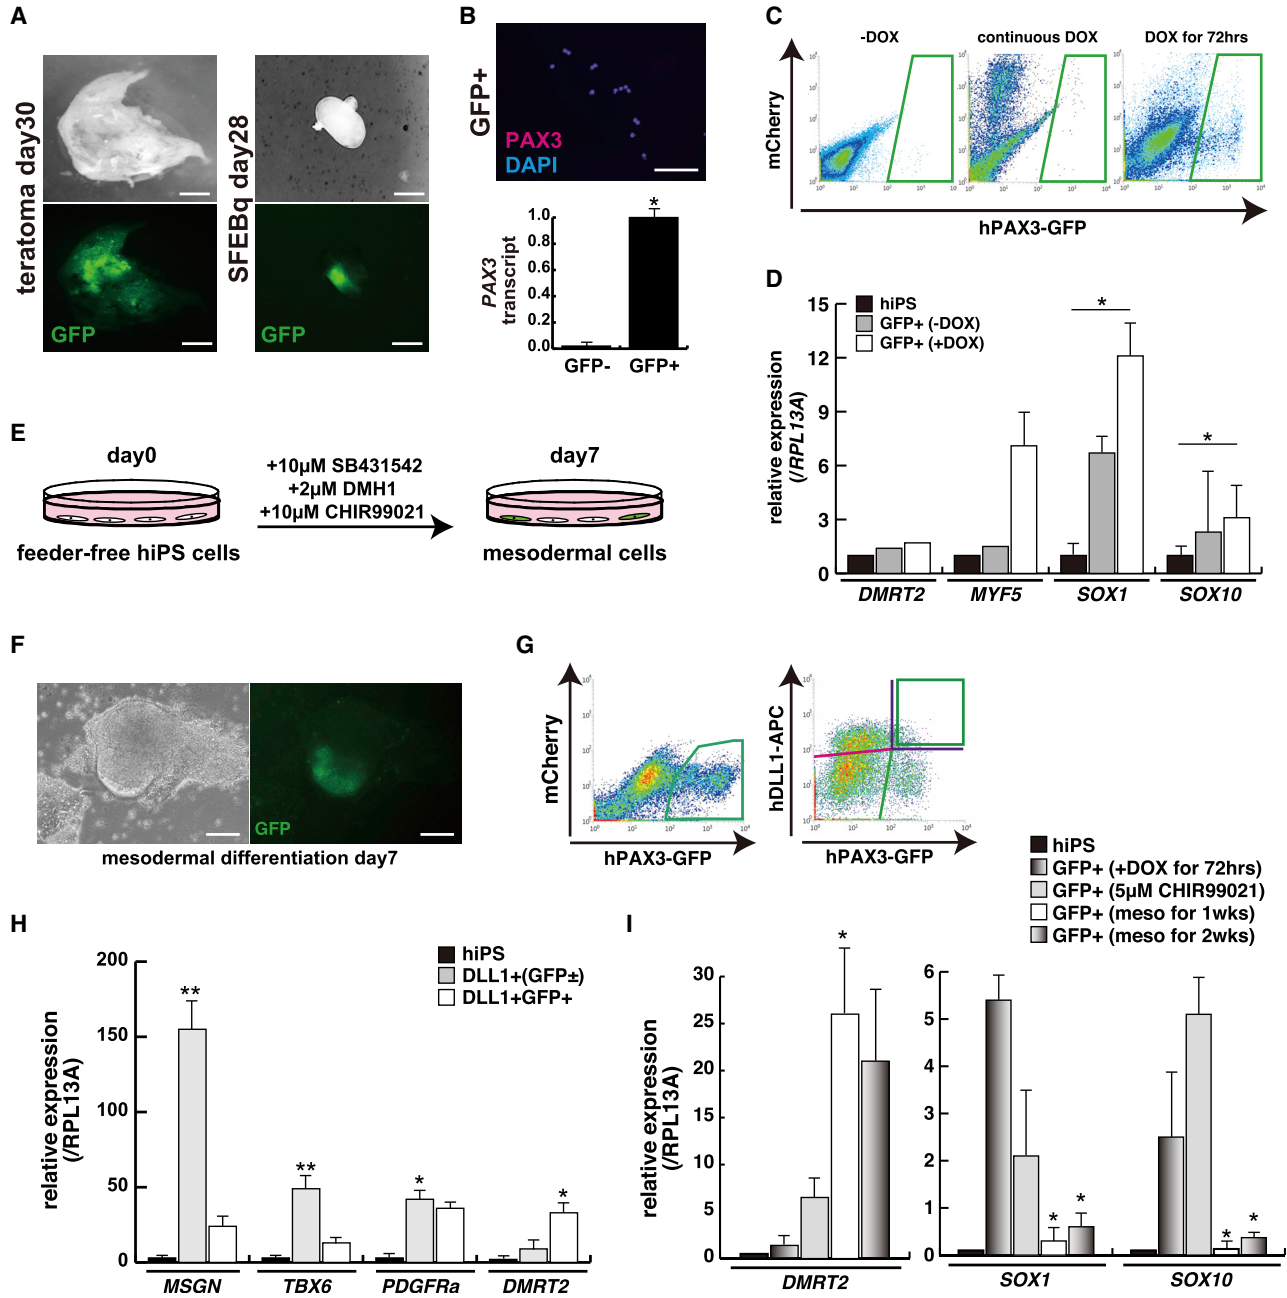 A
teratoma day30
SFEBq day28
GFP
GFP
B
GFP+
PAX3
DAPI
PAX3
transcript
1.0
0.8
0.6
0.4
0.2
0.0
*
GFP-
GFP+
C
-DOX
continuous DOX
DOX for 72hrs
mCherry
hPAX3-GFP
D
hiPS
GFP+ (-DOX)
GFP+ (+DOX)
relative expression
(/RPL13A)
15
12
9
6
3
0
*
*
DMRT2
MYF5
SOX1
SOX10
E
day0
feeder-free hiPS cells
+10µM SB431542
+2µM DMH1
+10µM CHIR99021
day7
mesodermal cells
F
GFP
mesodermal differentiation day7
G
mCherry
hPAX3-GFP
hDLL1-APC
hPAX3-GFP
H
hiPS
DLL1+(GFP±)
DLL1+GFP+
relative expression
(/RPL13A)
200
150
100
50
0
**
**
*
*
MSGN
TBX6
PDGFRa
DMRT2
I
hiPS
GFP+ (+DOX for 72hrs)
GFP+ (5µM CHIR99021)
GFP+ (meso for 1wks)
GFP+ (meso for 2wks)
relative expression
(/RPL13A)
30
25
20
15
10
5
0
*
DMRT2
6
5
4
3
2
1
0
*
*
*
*
SOX1
SOX10